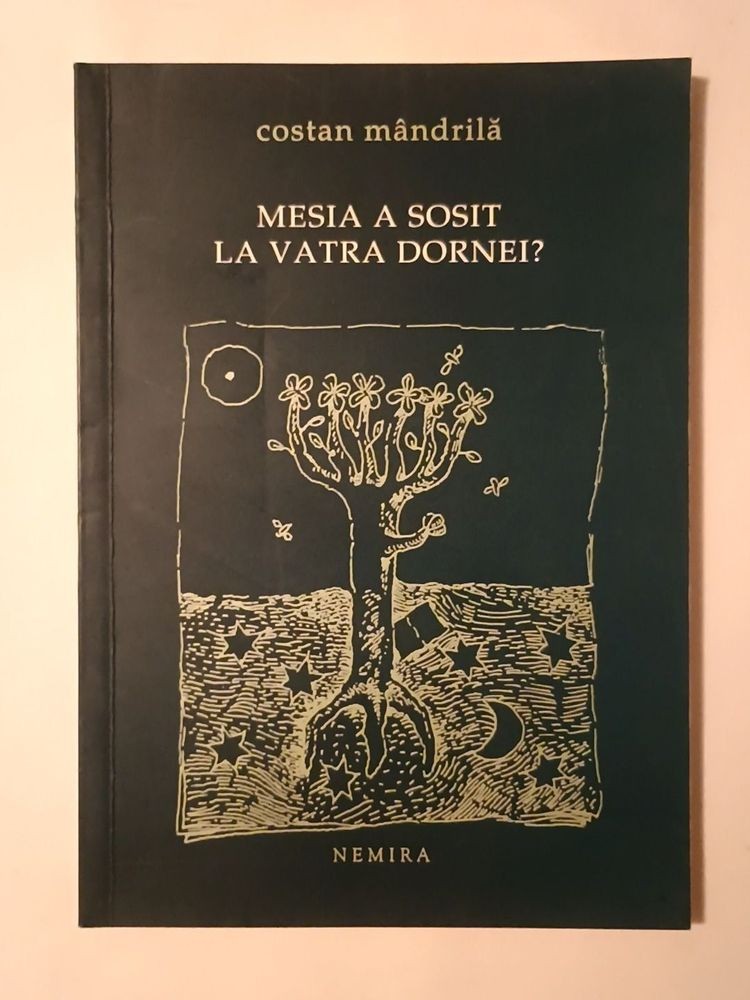 costan mândrilă
MESIA A SOSIT
LA VATRA DORNEI?
NEMIRA